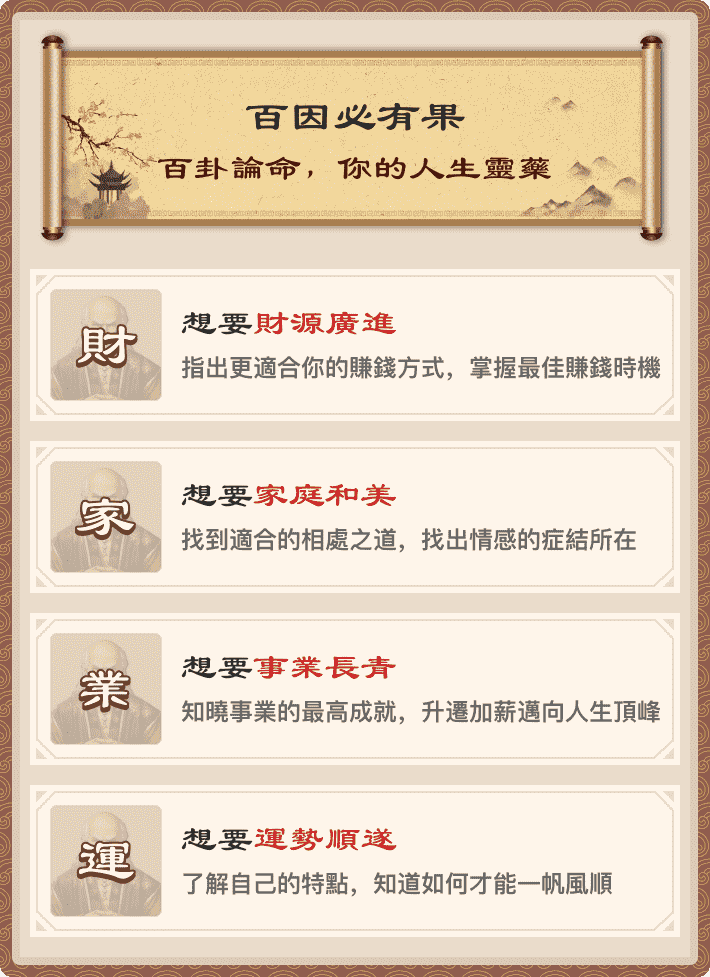 百因必有果
百卦論命，你的人生靈藥
財
想要財源廣進
指出更適合你的賺錢方式，掌握最佳賺錢時機
家
想要家庭和美
找到適合的相處之道，找出情感的症結所在
業
想要事業長青
知曉事業的最高成就，升遷加薪邁向人生頂峰
運
想要運勢順遂
了解自己的特點，知道如何才能一帆風順